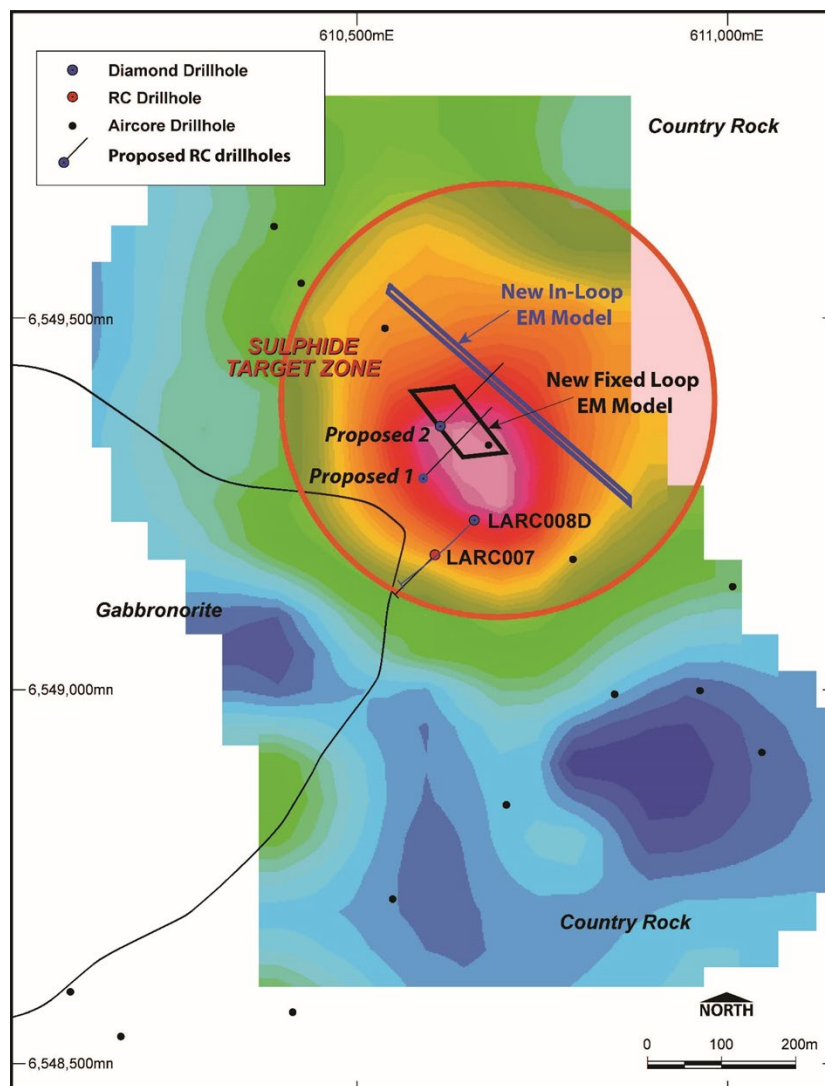 610,500mE
611,000mE
Diamond Drillhole
RC Drillhole
Aircore Drillhole
Proposed RC drillholes
Country Rock
6,549,500mn
New In-Loop
EM Model
SULPHIDE
TARGET ZONE
New Fixed Loop
EM Model
Proposed 2
Proposed 1
LARC008D
LARC007
Gabbronorite
6,549,000mn
Country Rock
NORTH
0 100 200m
6,548,500mn